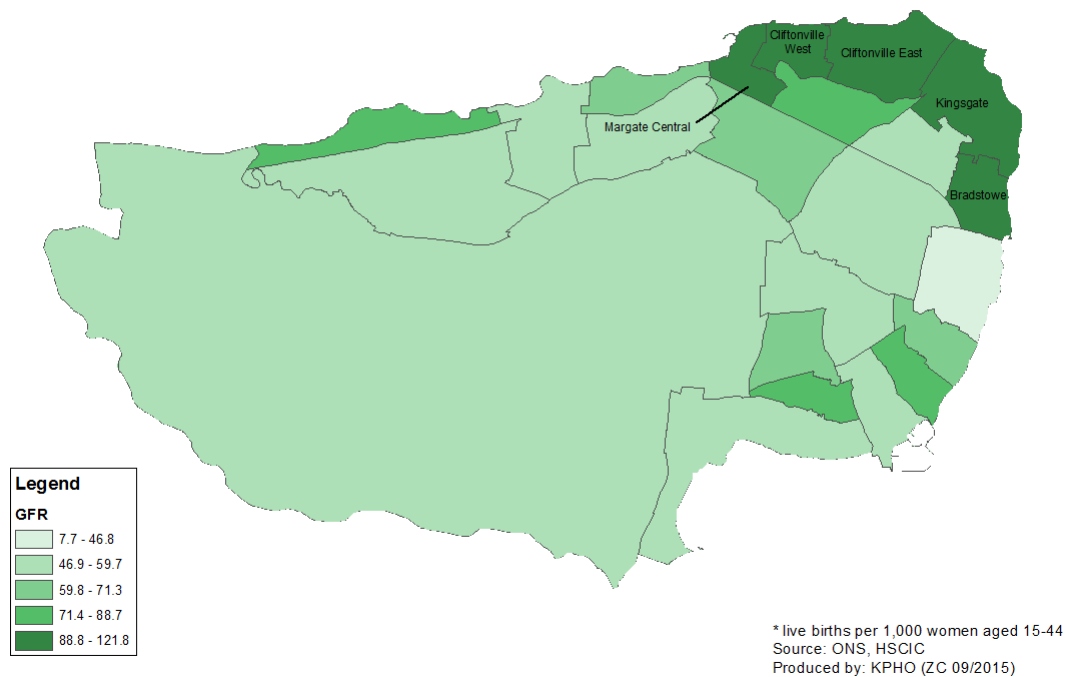 Cliftonville
West
Cliftonville East
Kingsgate
Margate Central
Bradstowe
Legend
GFR
7.7 - 46.8
46.9 - 59.7
59.8 - 71.3
71.4 - 88.7
88.8 - 121.8
* live births per 1,000 women aged 15-44
Source: ONS, HSCIC
Produced by: KPHO (ZC 09/2015)